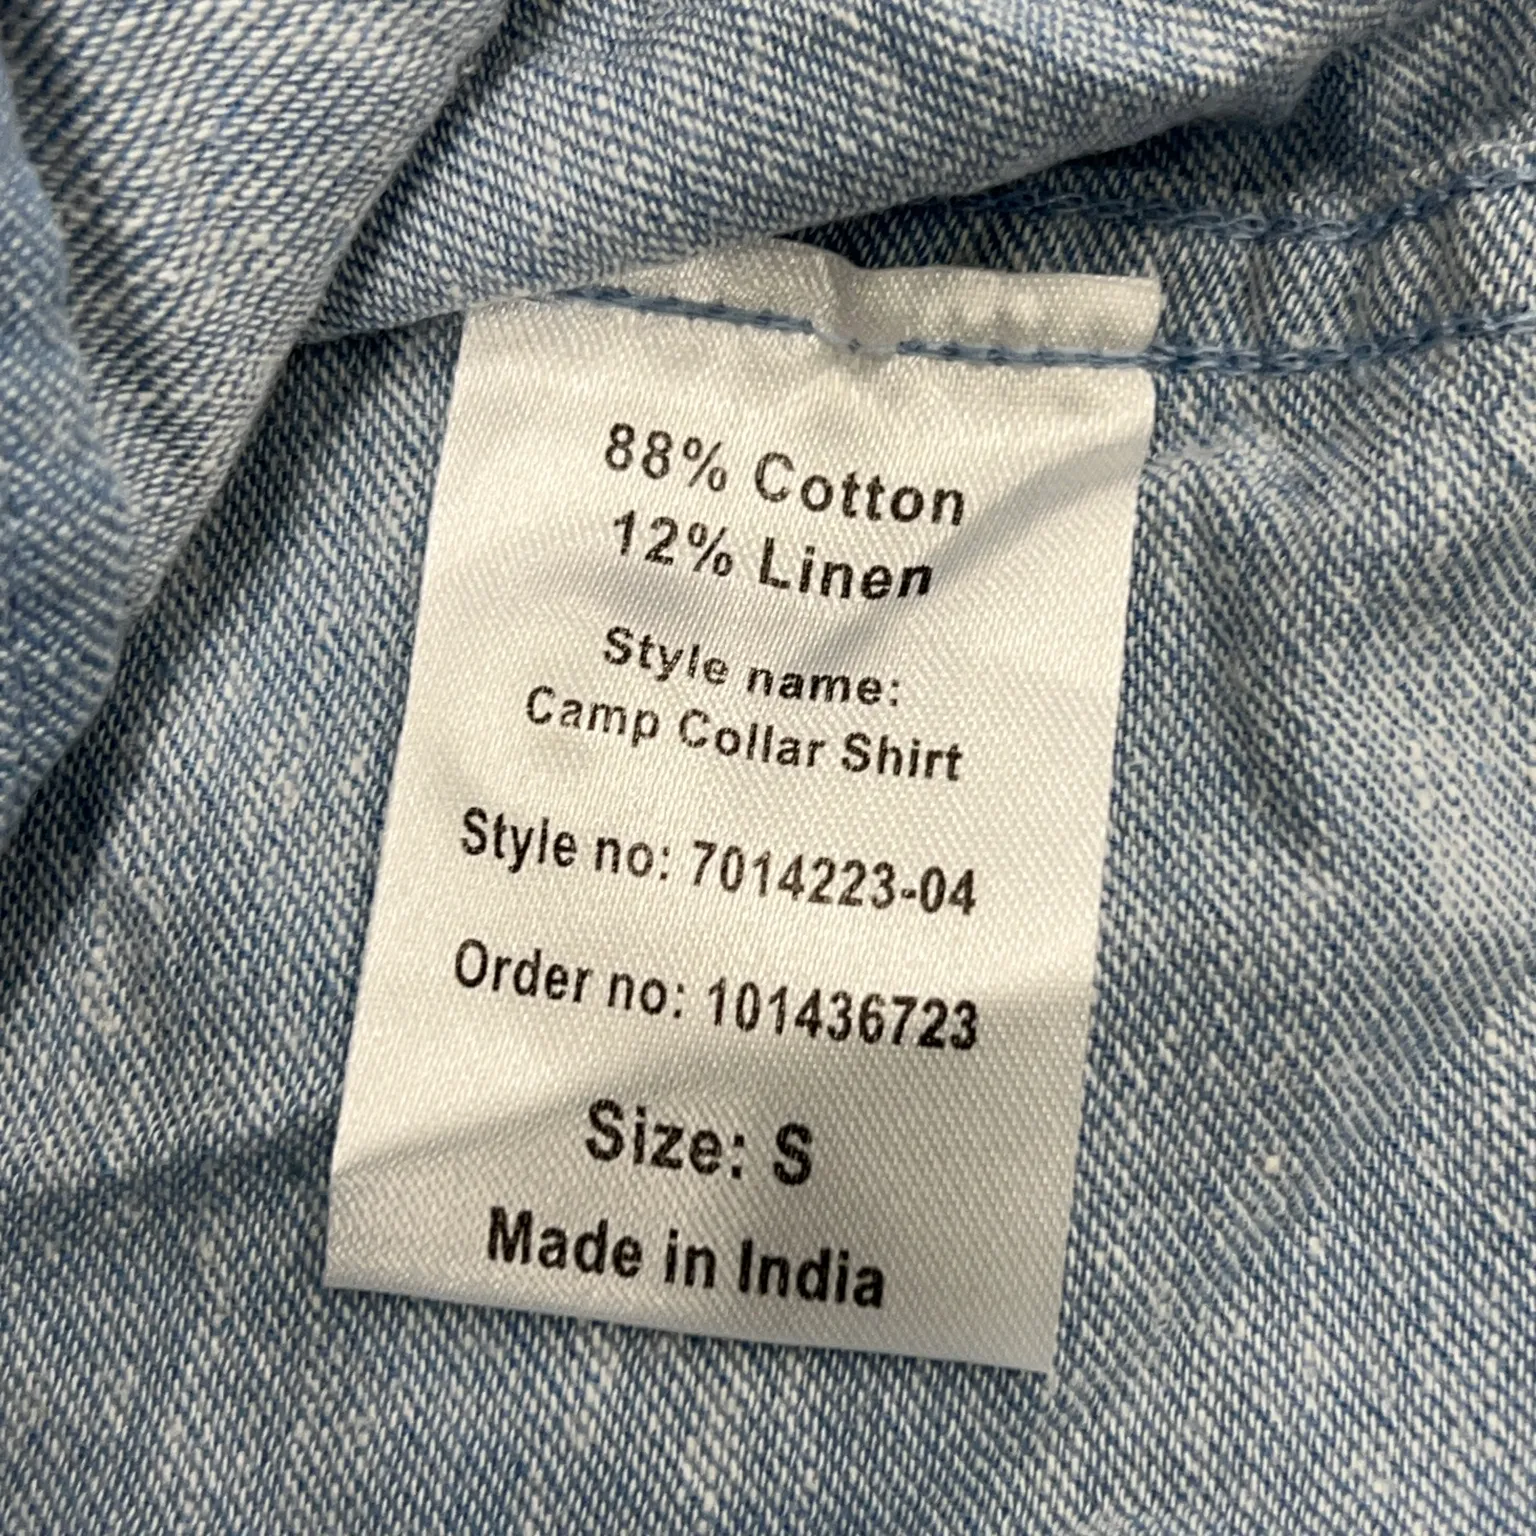 88% Cotton
12% Linen
Style name:
Camp Collar Shirt
Style no: 7014223-04
Order no: 101436723
Size: S
Made in India